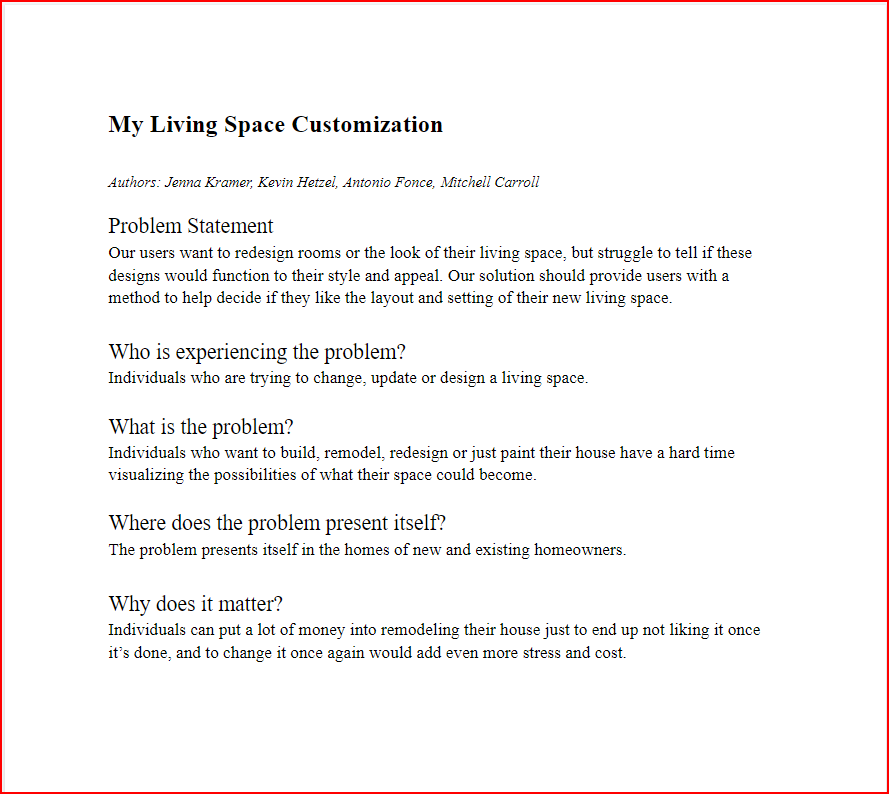 My Living Space Customization
Authors: Jenna Kramer, Kevin Hetzel, Antonio Fonce, Mitchell Carroll
Problem Statement
Our users want to redesign rooms or the look of their living space, but struggle to tell if these
designs would function to their style and appeal. Our solution should provide users with a
method to help decide if they like the layout and setting of their new living space.
Who is experiencing the problem?
Individuals who are trying to change, update or design a living space.
What is the problem?
Individuals who want to build, remodel, redesign or just paint their house have a hard time
visualizing the possibilities of what their space could become.
Where does the problem present itself?
The problem presents itself in the homes of new and existing homeowners.
Why does it matter?
Individuals can put a lot of money into remodeling their house just to end up not liking it once
it’s done, and to change it once again would add even more stress and cost.